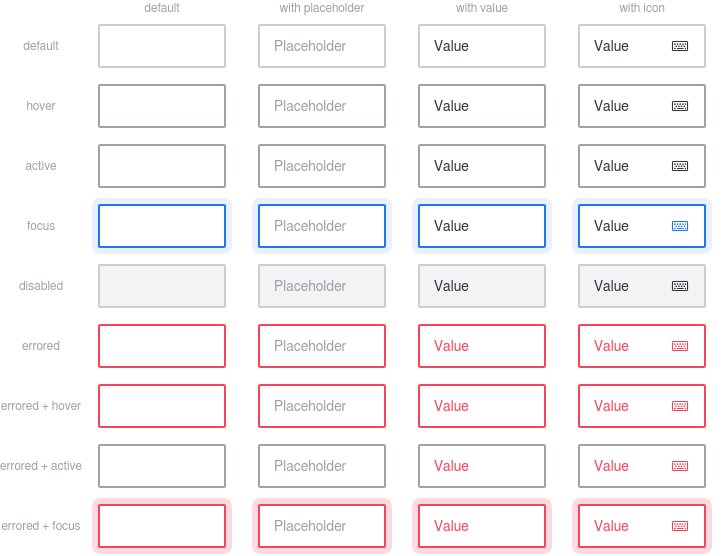 default with placeholder with value with icon
default Placeholder Value Value
hover Placeholder Value Value
active Placeholder Value Value
focus Placeholder Value Value
disabled Placeholder Value Value
errored Placeholder Value Value
errored + hover Placeholder Value Value
errored + active Placeholder Value Value
errored + focus Placeholder Value Value